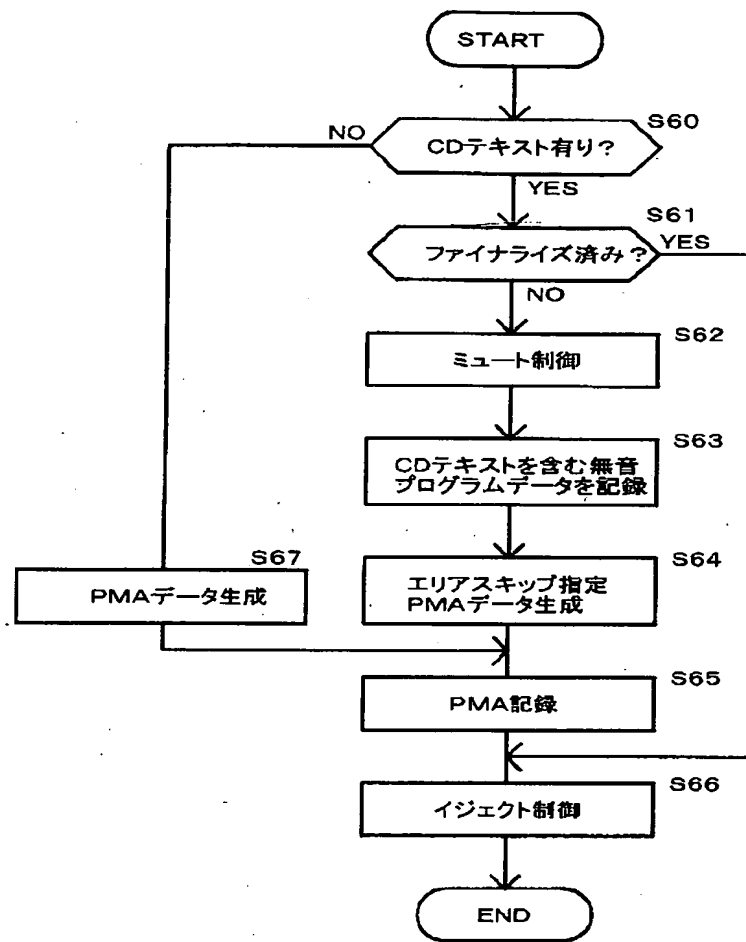 START
S60
NO
CDテキスト有り?
YES
S61
ファイナライズ済み?
YES
NO
S62
ミュート制御
S63
CDテキストを含む無音
プログラムデータを記録
S67
PMAデータ生成
S64
エリアスキップ指定
PMAデータ生成
S65
PMA記録
S66
イジェクト制御
END